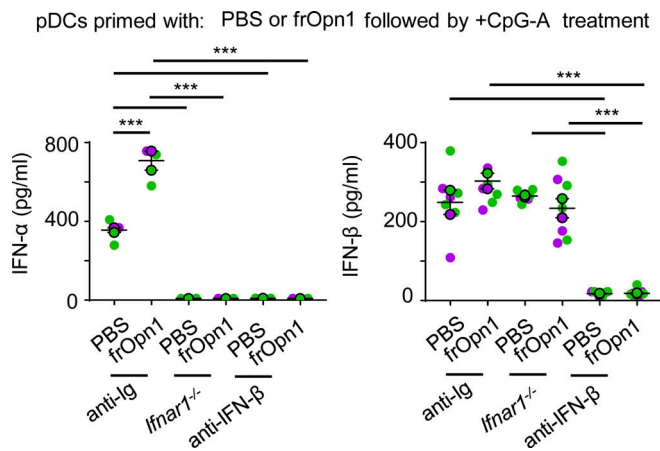 pDCs primed with: PBS or frOpn1 followed by +CpG-A treatment
***
***
***
***
IFN-α (pg/ml)
800
400
0
PBS
frOpn1
PBS
frOpn1
PBS
frOpn1
anti-Ig
Ifnar1-/-
anti-IFN-β
***
***
IFN-β (pg/ml)
400
200
0
PBS
frOpn1
PBS
frOpn1
PBS
frOpn1
anti-Ig
Ifnar1-/-
anti-IFN-β